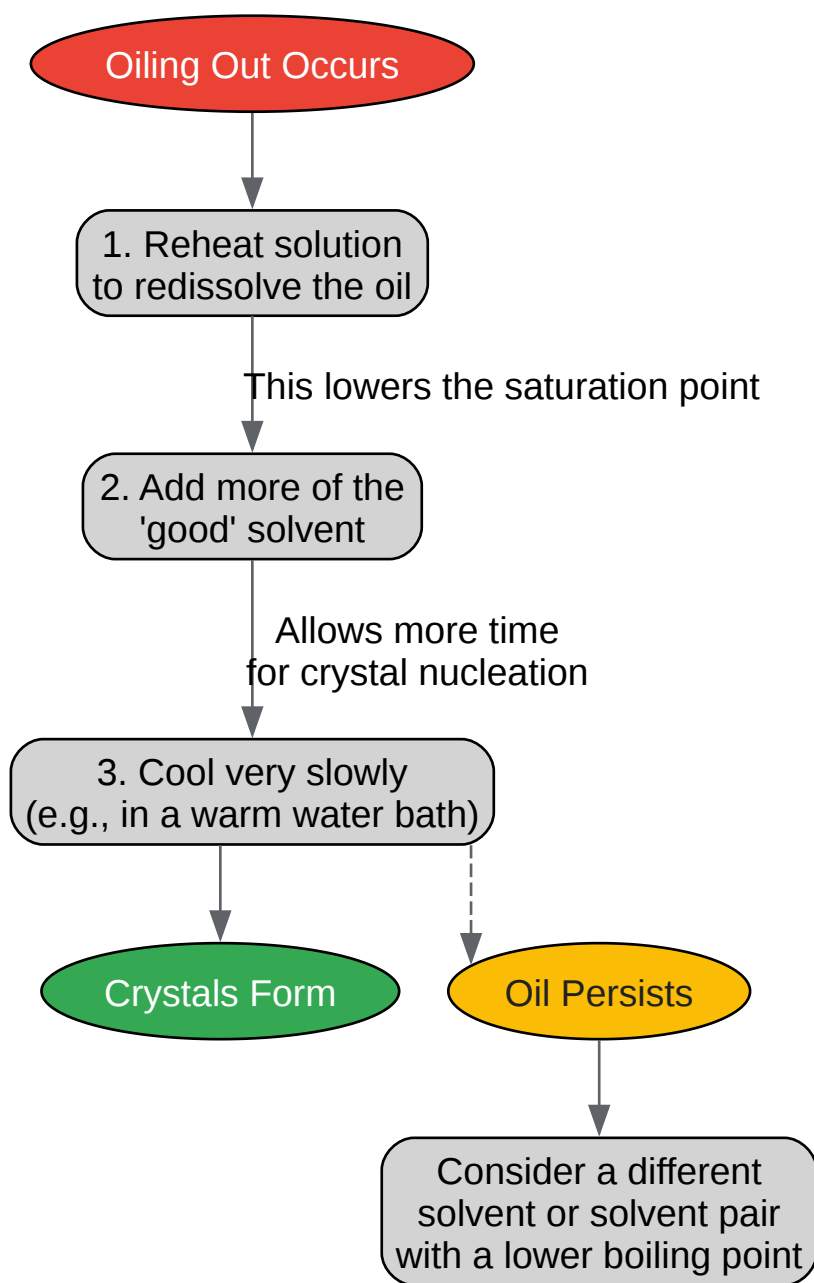 Oiling Out Occurs
1. Reheat solution
to redissolve the oil
This lowers the saturation point
2. Add more of the
'good' solvent
Allows more time
for crystal nucleation
3. Cool very slowly
(e.g., in a warm water bath)
Crystals Form
Oil Persists
Consider a different
solvent or solvent pair
with a lower boiling point